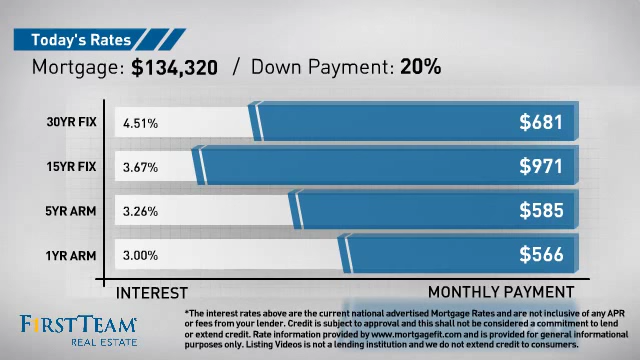 Today's Rates
Mortgage: $134,320 / Down Payment: 20%
30YR FIX 4.51% $681
15YR FIX 3.67% $971
5YR ARM 3.26% $585
1YR ARM 3.00% $566
INTEREST MONTHLY PAYMENT
FIRSTTEAM®
REAL ESTATE
*The interest rates above are the current national advertised Mortgage Rates and are not inclusive of any APR
or fees from your lender. Credit is subject to approval and this shall not be considered a commitment to lend
or extend credit. Rate information provided by www.mortgagefit.com and is provided for general informational
purposes only. Listing Videos is not a lending institution and we do not extend credit to consumers.